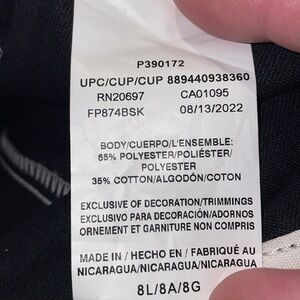 P390172
UPC/CUP/CUP 889440938360
RN20697 CA01095
FP874BSK 08/13/2022
BODY/CUERPO/L'ENSEMBLE:
65% POLYESTER/POLIÉSTER/
POLYESTER
35% COTTON/ALGODÓN/COTON
EXCLUSIVE OF DECORATION/TRIMMINGS
EXCLUSIVO PARA DECORACIÓN/ADORNOS
ORNEMENT ET GARNITURE NON COMPRIS
MADE IN / HECHO EN / FABRIQUÉ AU
NICARAGUA/NICARAGUA/NICARAGUA
8L/8A/8G